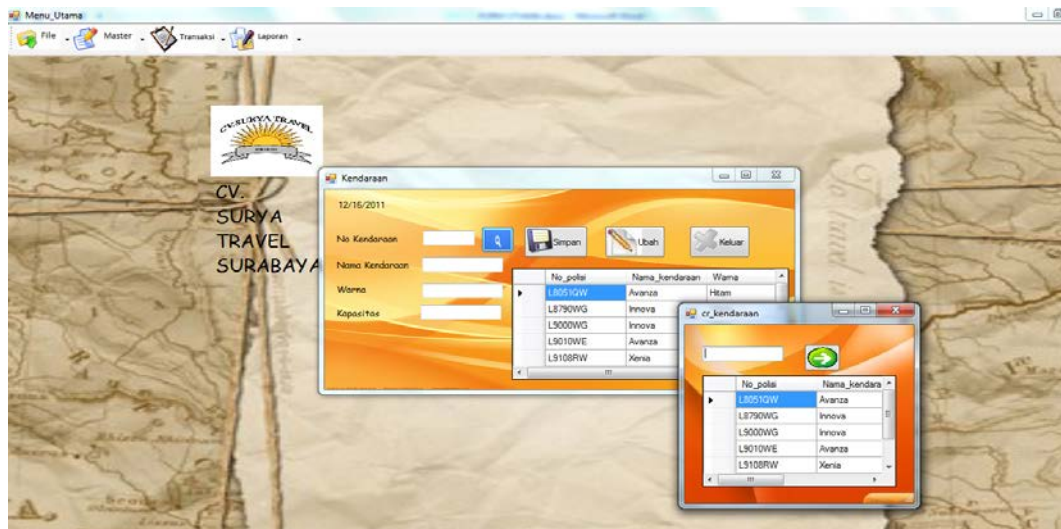 Menu_Utama
File Master Transaksi Laporan
CV.SURYA TRAVEL
CV.
SURYA
TRAVEL
SURABAYA
Kendaraan
12/16/2011
No Kendaraan
Simpan Ubah Keluar
Nama Kendaraan
Warna
Kapasitas
No_polisi Nama_kendaraan Warna
L8051QW Avanza Hitam
L8790WG Innova
L9000WG Innova
L9010WE Avanza
L9108RW Xenia
cr_kendaraan
No_polisi Nama_kendara
L8051QW Avanza
L8790WG Innova
L9000WG Innova
L9010WE Avanza
L9108RW Xenia